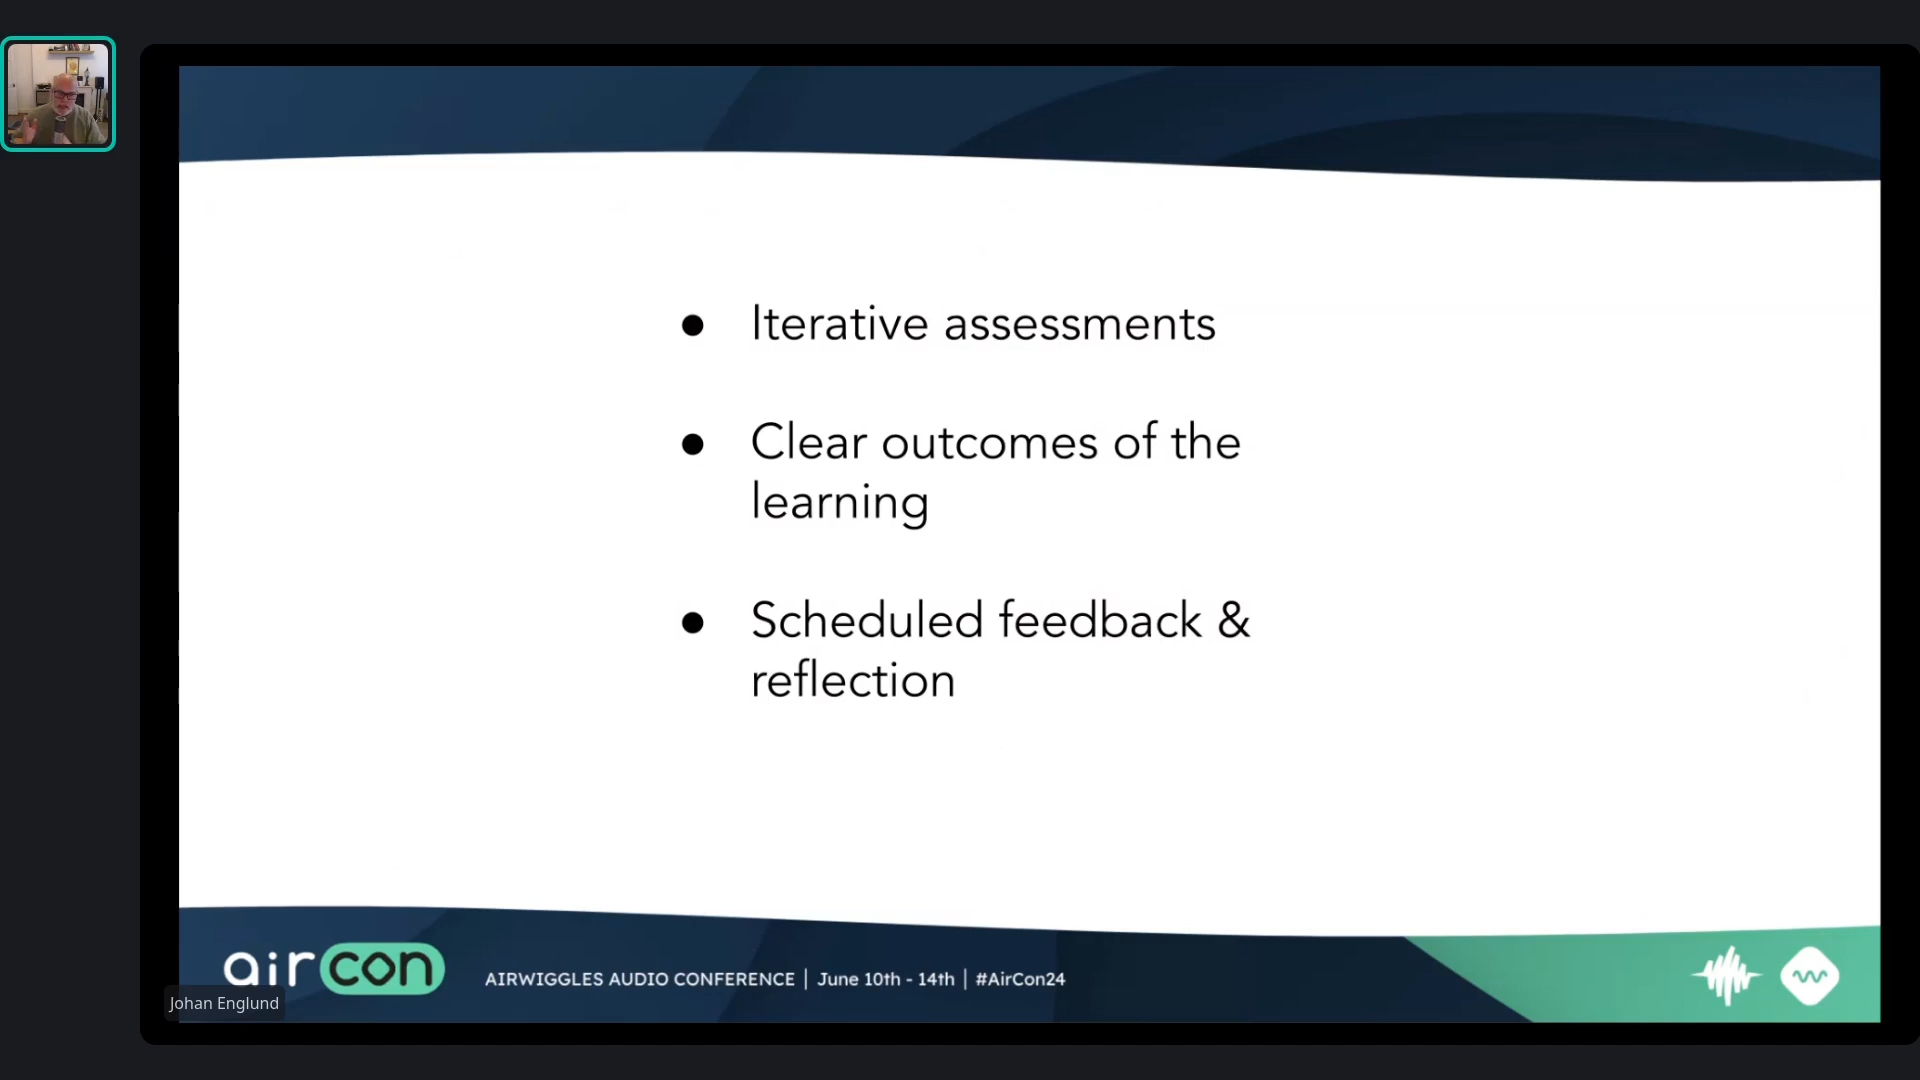 ● Iterative assessments
● Clear outcomes of the
learning
● Scheduled feedback &
reflection
aircon
AIRWIGGLES AUDIO CONFERENCE | June 10th - 14th | #AirCon24
Johan Englund